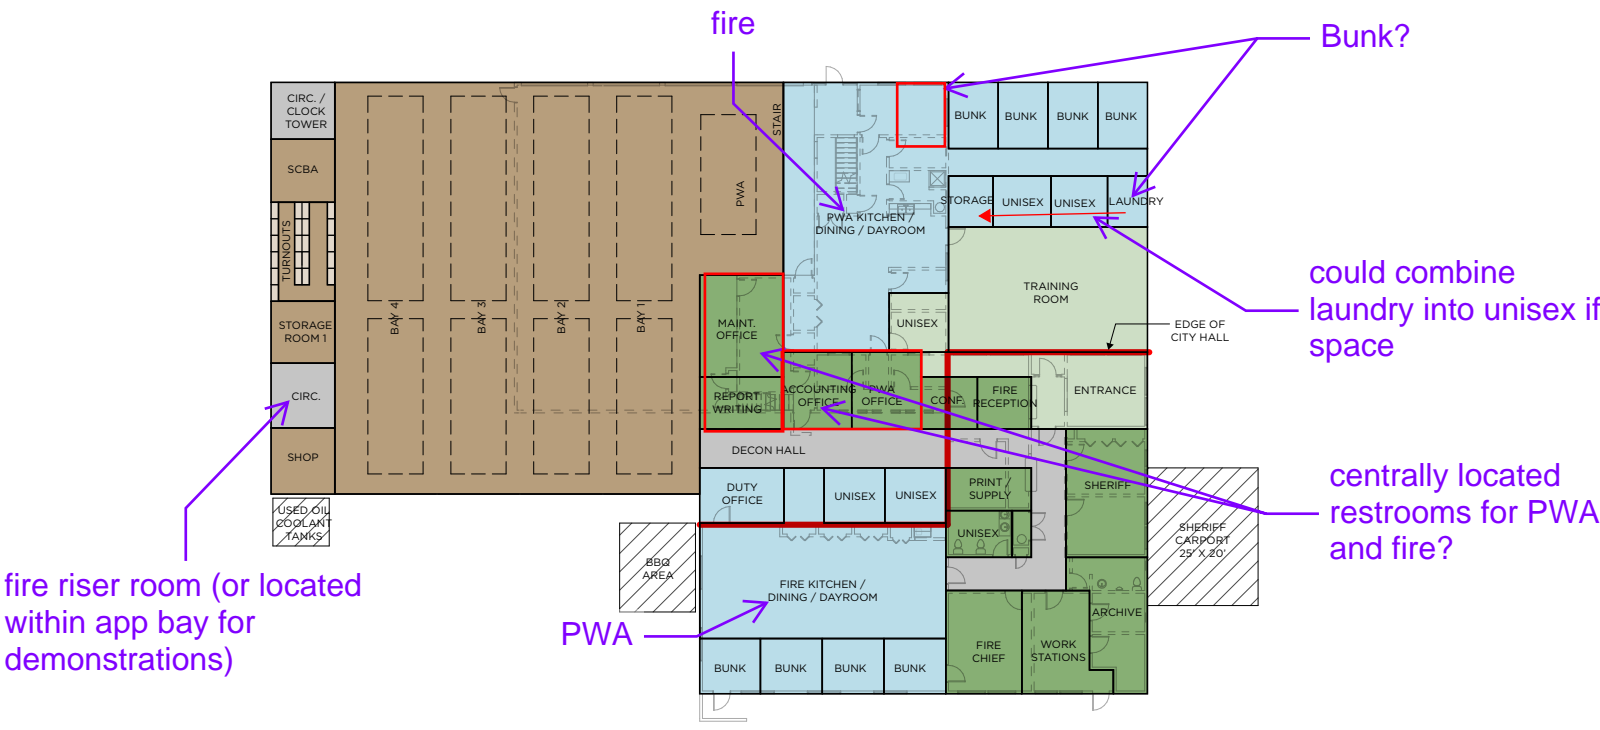 fire
Bunk?
CIRC. /
CLOCK
TOWER
SCBA
TURNOUTS
STORAGE
ROOM 1
CIRC.
SHOP
USED OIL
COOLANT
TANKS
BAY 4
BAY 3
BAY 2
BAY 1
PWA
STAIR
BUNK
BUNK
BUNK
BUNK
STORAGE
UNISEX
UNISEX
LAUNDRY
PWA KITCHEN /
DINING / DAYROOM
TRAINING
ROOM
UNISEX
EDGE OF
CITY HALL
could combine
laundry into unisex if
space
MAINT.
OFFICE
REPORT
WRITING
ACCOUNTING
OFFICE
PWA
OFFICE
CONF.
FIRE
RECEPTION
ENTRANCE
DECON HALL
DUTY
OFFICE
UNISEX
UNISEX
PRINT /
SUPPLY
UNISEX
SHERIFF
SHERIFF
CARPORT
25' X 20'
centrally located
restrooms for PWA
and fire?
BBQ
AREA
FIRE KITCHEN /
DINING / DAYROOM
ARCHIVE
FIRE
CHIEF
WORK
STATIONS
BUNK
BUNK
BUNK
BUNK
fire riser room (or located
within app bay for
demonstrations)
PWA